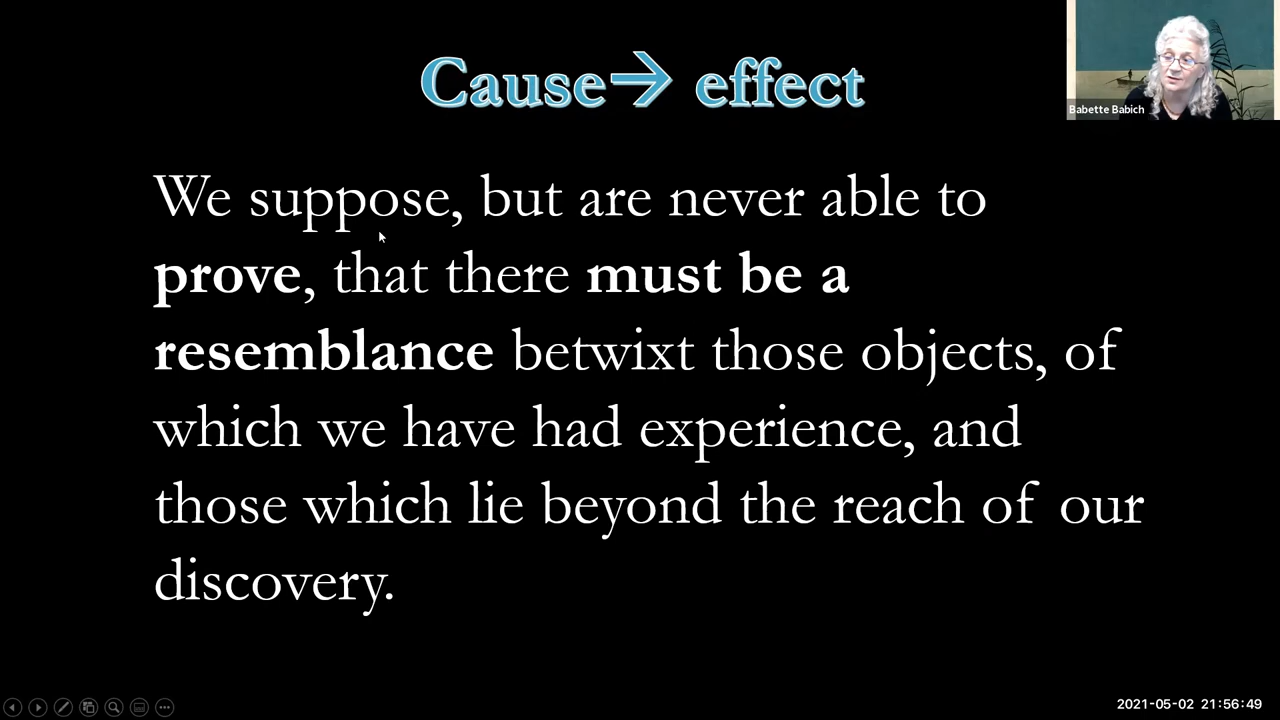 Cause→ effect
Babette Babich
We suppose, but are never able to
prove, that there must be a
resemblance betwixt those objects, of
which we have had experience, and
those which lie beyond the reach of our
discovery.
2021-05-02 21:56:49